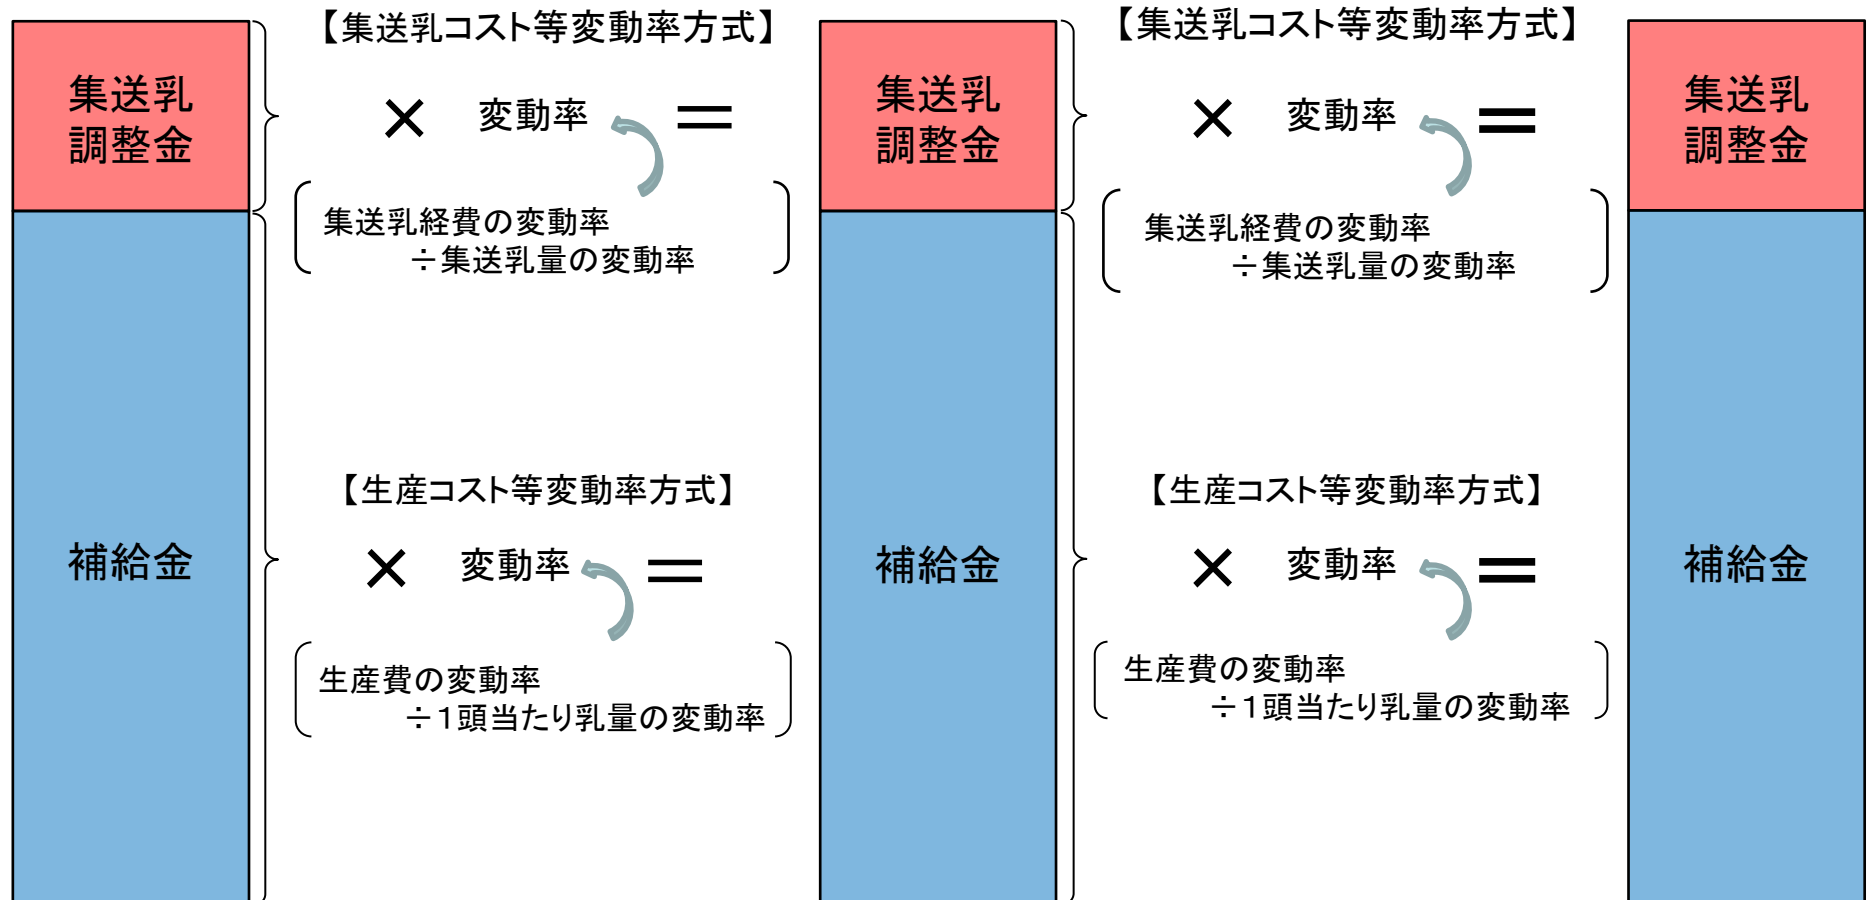 集送乳
調整金
【集送乳コスト等変動率方式】
× 変動率 =
集送乳経費の変動率
÷集送乳量の変動率
集送乳
調整金
【集送乳コスト等変動率方式】
× 変動率 =
集送乳経費の変動率
÷集送乳量の変動率
集送乳
調整金
補給金
【生産コスト等変動率方式】
× 変動率 =
生産費の変動率
÷1頭当たり乳量の変動率
補給金
【生産コスト等変動率方式】
× 変動率 =
生産費の変動率
÷1頭当たり乳量の変動率
補給金